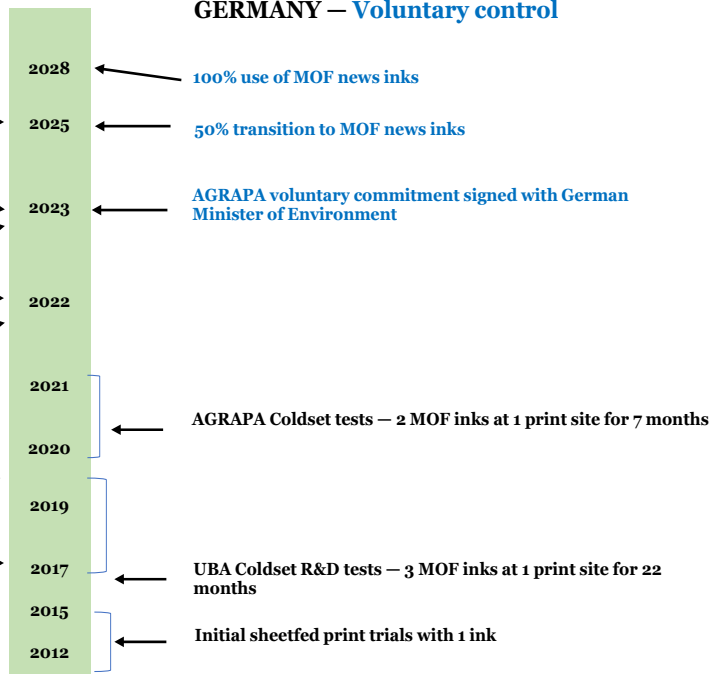 GERMANY — Voluntary control
2028
100% use of MOF news inks
2025
50% transition to MOF news inks
2023
AGRAPA voluntary commitment signed with German
Minister of Environment
2022
2021
AGRAPA Coldset tests — 2 MOF inks at 1 print site for 7 months
2020
2019
2017
UBA Coldset R&D tests — 3 MOF inks at 1 print site for 22
months
2015
Initial sheetfed print trials with 1 ink
2012